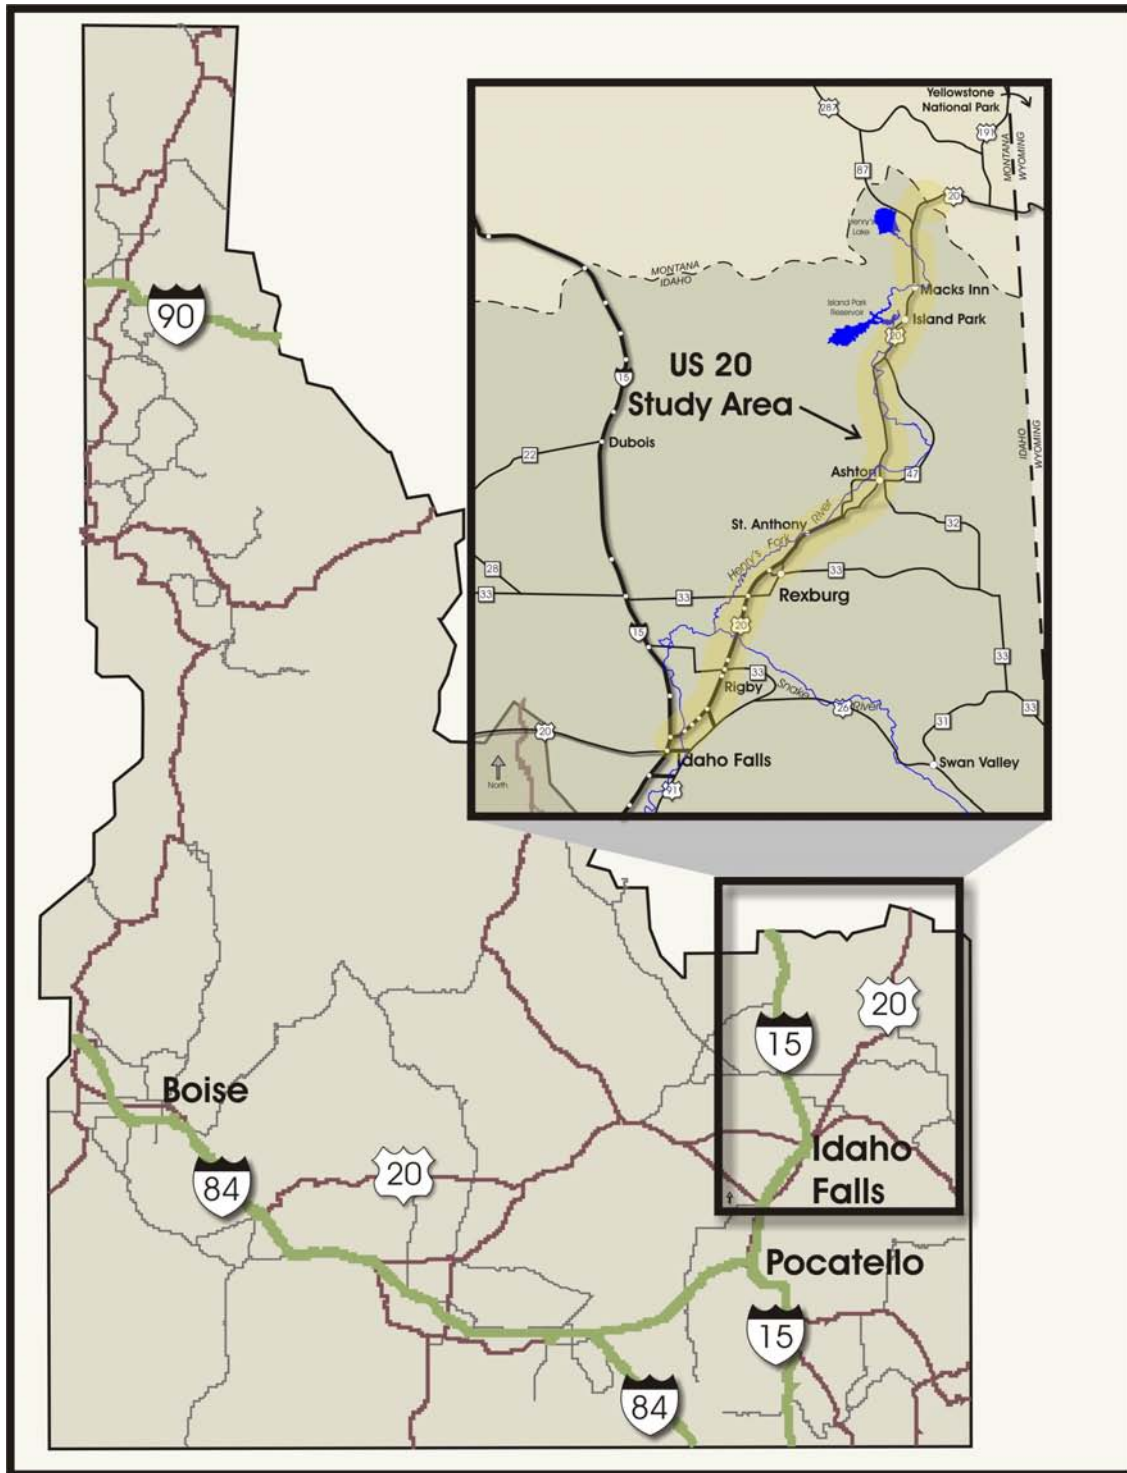 Yellowstone
National Park
287
191
MONTANA
WYOMING
87
20
Henry's
Lake
MONTANA
IDAHO
Macks Inn
Island Park
Reservoir
Island Park
20
90
15
US 20
Study Area
IDAHO
WYOMING
Dubois
22
Ashton
47
St. Anthony
Henry's Fork River
32
28
33
33
33
Rexburg
15
20
33
33
Rigby
Snake River
26
31
33
20
Idaho Falls
Swan Valley
North
91
20
15
Boise
Idaho
Falls
84
20
Pocatello
15
84